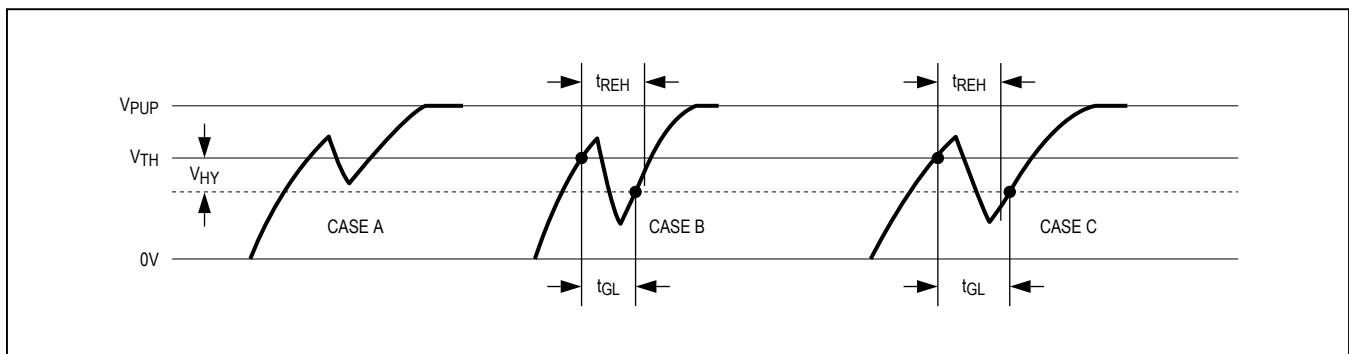 tREH
tREH
VPUP
VTH
VHY
CASE A
CASE B
CASE C
0V
tGL
tGL